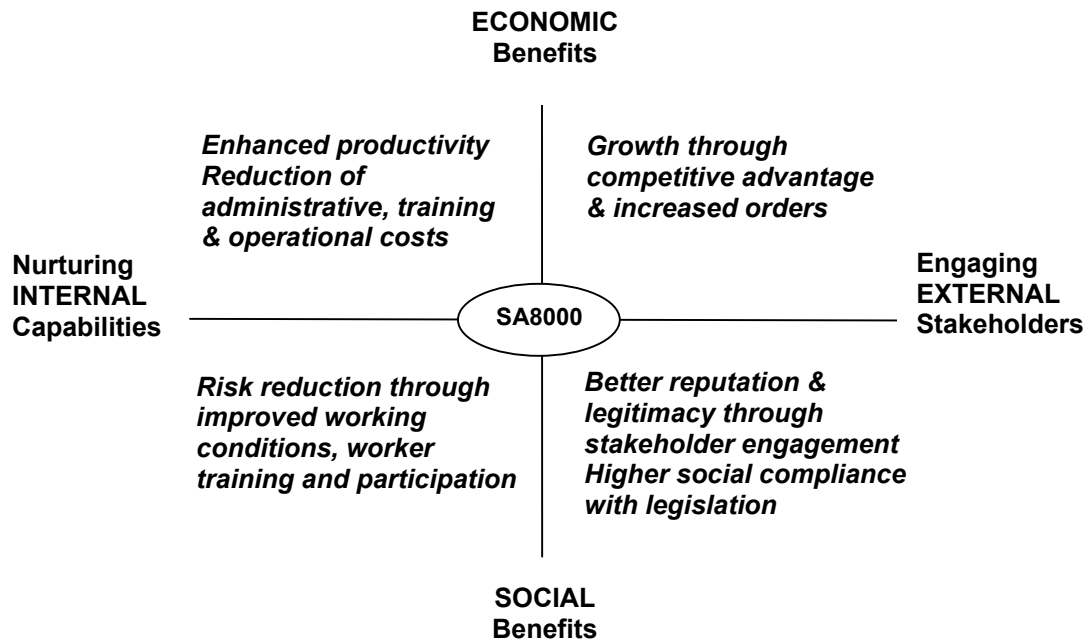 ECONOMIC
Benefits
Enhanced productivity
Reduction of
administrative, training
& operational costs
Growth through
competitive advantage
& increased orders
Nurturing
INTERNAL
Capabilities
SA8000
Engaging
EXTERNAL
Stakeholders
Risk reduction through
improved working
conditions, worker
training and participation
Better reputation &
legitimacy through
stakeholder engagement
Higher social compliance
with legislation
SOCIAL
Benefits